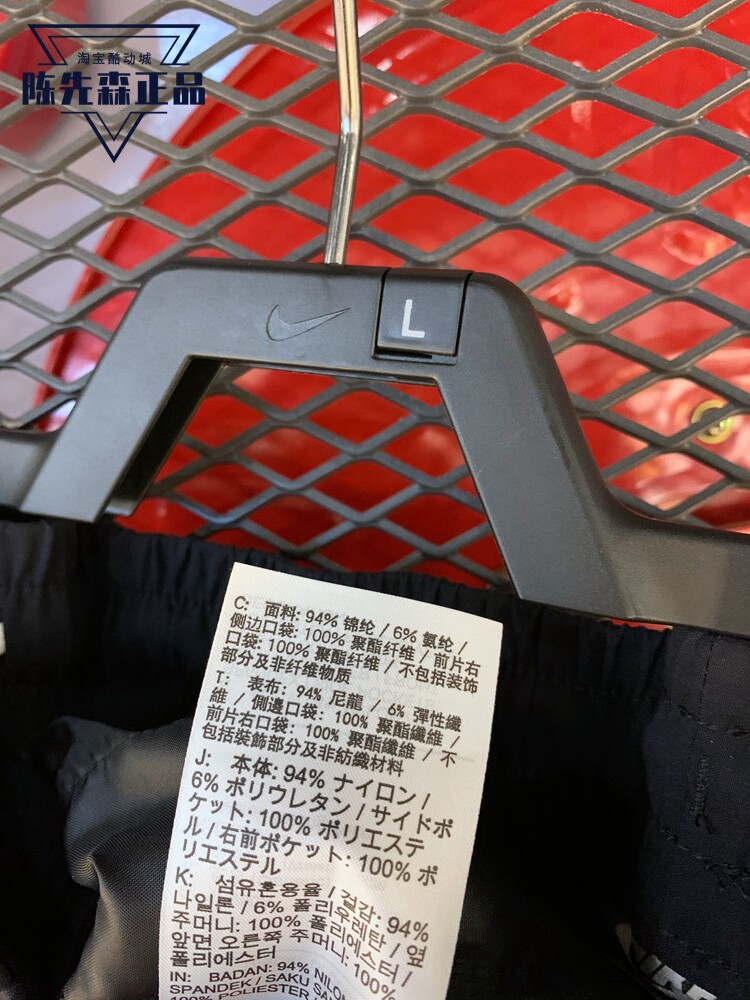 淘宝酷动城
陈先森正品
L
C: 面料: 94% 锦纶 / 6% 氨纶 /
侧边口袋: 100% 聚酯纤维 / 前片右
口袋: 100% 聚酯纤维 / 不包括装饰
部分及非纤维物质
T: 表布: 94% 尼龍 / 6% 彈性纖
維 / 側邊口袋: 100% 聚酯纖維 /
前片右口袋: 100% 聚酯纖維 / 不
包括裝飾部分及非紡織材料
J: 本体: 94% ナイロン /
6% ポリウレタン / サイドポ
ケット: 100% ポリエステ
ル / 右前ポケット: 100% ポ
リエステル
K: 섬유혼용율 / 겉감: 94%
나일론 / 6% 폴리우레탄 / 옆
주머니: 100% 폴리에스터 /
앞면 오른쪽 주머니: 100%
폴리에스터
IN: BADAN: 94% NILON
SPANDEK / SAKU
100% POLIESTER